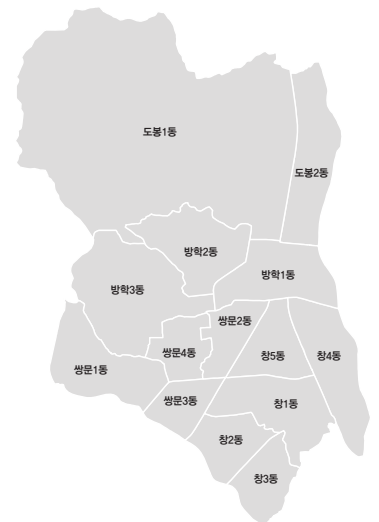 도봉1동
도봉2동
방학2동
방학1동
방학3동
쌍문2동
쌍문4동
창5동
창4동
쌍문1동
쌍문3동
창1동
창2동
창3동